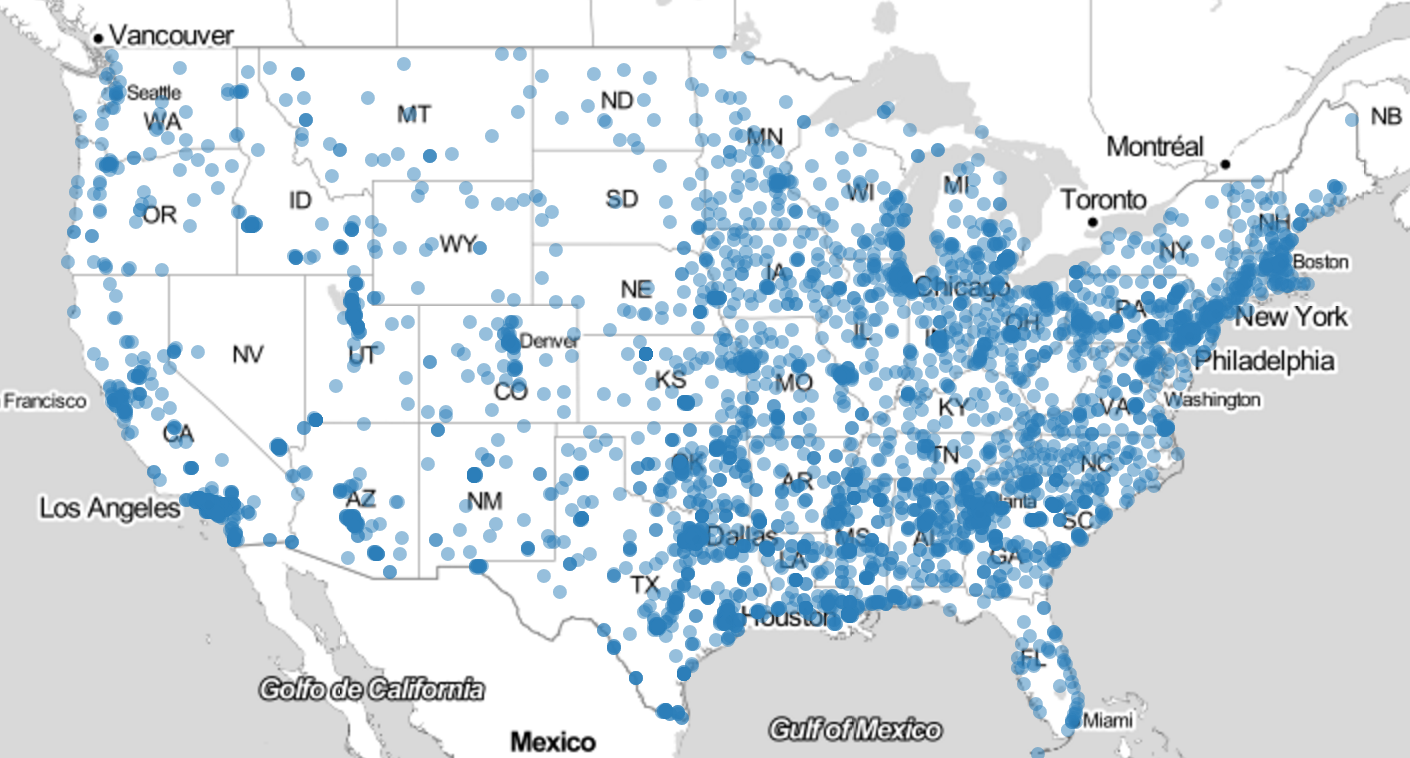 Vancouver
Seattle
WA
MT
ND
MN
NB
Montréal
OR
ID
SD
WI
MI
Toronto
WY
NH
NY
Boston
NE
IA
Chicago
PA
New York
NV
UT
Denver
IL
OH
Philadelphia
CO
KS
MO
Francisco
CA
KY
VA
Washington
OK
TN
NC
Los Angeles
AZ
NM
AR
SC
Dallas
MS
AL
GA
TX
LA
Houston
FL
Golfo de California
Miami
Gulf of Mexico
Mexico